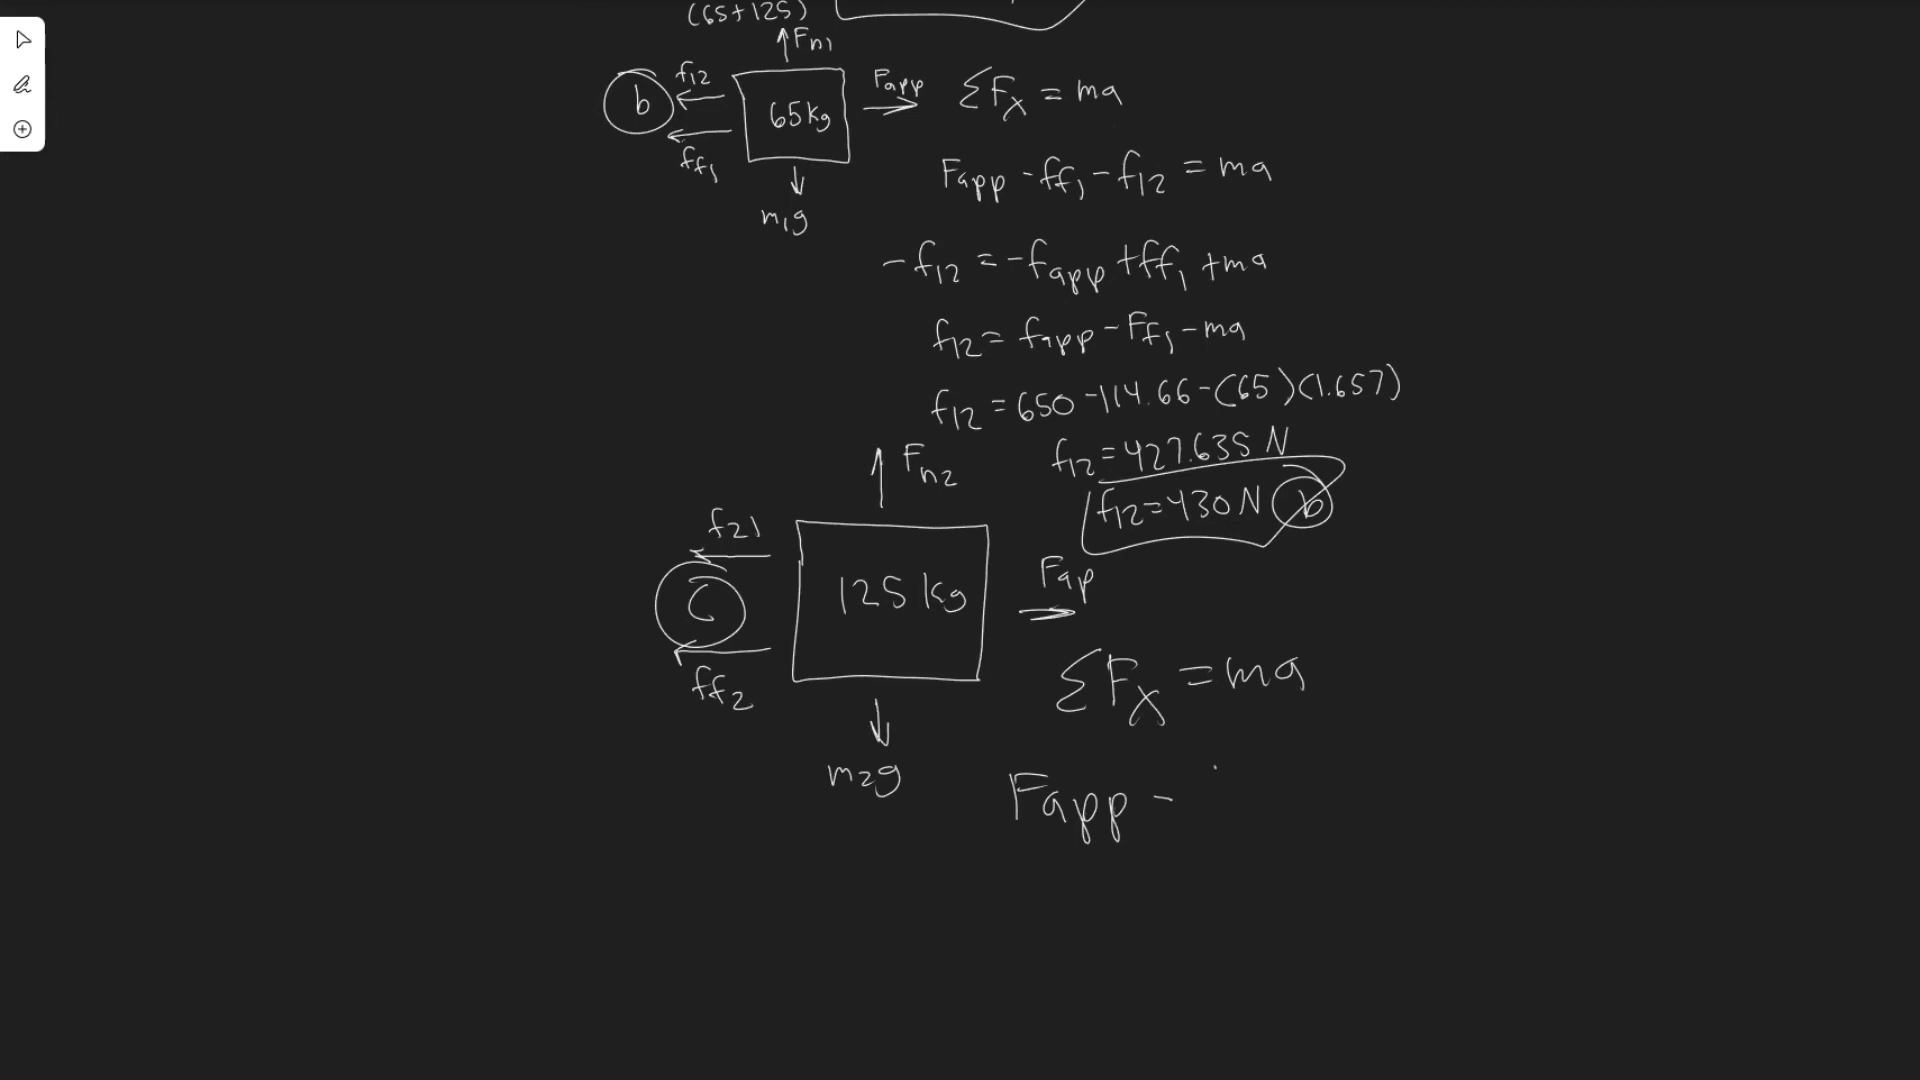 (65+125)
Fn1
b
f12
65kg
Fapp
ΣFx = ma
ff1
m1g
Fapp - ff1 - f12 = ma
-f12 = -fapp + ff1 + ma
f12 = fapp - Ff1 - ma
f12 = 650 - 114.66 - (65)(1.657)
f12 = 427.635 N
f12 = 430 N b
Fn2
f21
c
125 kg
Fap
ff2
ΣFx = ma
m2g
Fapp -